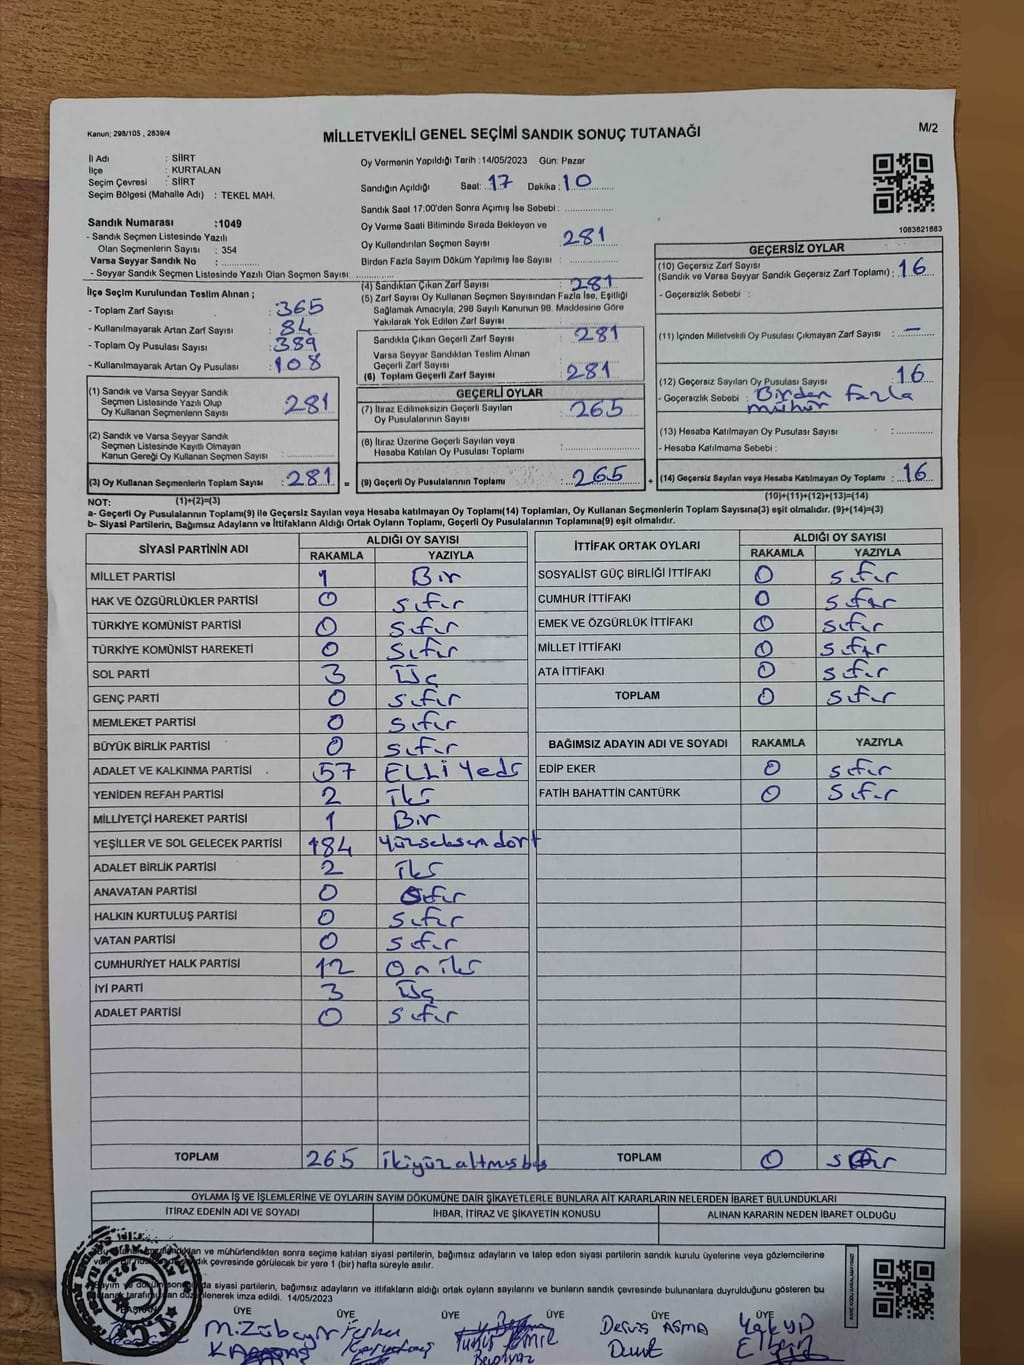 Kanun; 298/105 , 2839/4
MİLLETVEKİLİ GENEL SEÇİMİ SANDIK SONUÇ TUTANAĞI
M/2
İl Adı : SİİRT
İlçe : KURTALAN
Seçim Çevresi : SİİRT
Seçim Bölgesi (Mahalle Adı) : TEKEL MAH.
Sandık Numarası :1049
- Sandık Seçmen Listesinde Yazılı
Olan Seçmenlerin Sayısı : 354
Varsa Seyyar Sandık No :
- Seyyar Sandık Seçmen Listesinde Yazılı Olan Seçmen Sayısı :
Oy Vermenin Yapıldığı Tarih :14/05/2023 Gün: Pazar
Sandığın Açıldığı Saat: 17 Dakika: 10
Sandık Saat 17:00'den Sonra Açımış İse Sebebi :
Oy Verme Saati Bitiminde Sırada Bekleyen ve
Oy Kullandırılan Seçmen Sayısı : 281
Birden Fazla Sayım Döküm Yapılmış İse Sayısı :
1083621883
İlçe Seçim Kurulundan Teslim Alınan ;
- Toplam Zarf Sayısı : 365
- Kullanılmayarak Artan Zarf Sayısı : 84
- Toplam Oy Pusulası Sayısı : 389
- Kullanılmayarak Artan Oy Pusulası : 108
(1) Sandık ve Varsa Seyyar Sandık
Seçmen Listesinde Yazılı Olup
Oy Kullanan Seçmenlerin Sayısı : 281
(2) Sandık ve Varsa Seyyar Sandık
Seçmen Listesinde Kayıtlı Olmayan
Kanun Gereği Oy Kullanan Seçmen Sayısı :
(3) Oy Kullanan Seçmenlerin Toplam Sayısı : 281 =
(1)+(2)=(3)
(4) Sandıktan Çıkan Zarf Sayısı : 281
(5) Zarf Sayısı Oy Kullanan Seçmen Sayısından Fazla İse, Eşitliği
Sağlamak Amacıyla; 298 Sayılı Kanunun 98. Maddesine Göre
Yakılarak Yok Edilen Zarf Sayısı :
Sandıkla Çıkan Geçerli Zarf Sayısı : 281
Varsa Seyyar Sandıktan Teslim Alınan
Geçerli Zarf Sayısı :
(6) Toplam Geçerli Zarf Sayısı : 281
GEÇERLİ OYLAR
(7) İtiraz Edilmeksizin Geçerli Sayılan
Oy Pusulalarının Sayısı : 265
(8) İtiraz Üzerine Geçerli Sayılan veya
Hesaba Katılan Oy Pusulası Toplamı :
(9) Geçerli Oy Pusulalarının Toplamı : 265 +
GEÇERSİZ OYLAR
(10) Geçersiz Zarf Sayısı
(Sandık ve Varsa Seyyar Sandık Geçersiz Zarf Toplamı) : 16
- Geçersizlik Sebebi :
(11) İçinden Milletvekili Oy Pusulası Çıkmayan Zarf Sayısı : —
(12) Geçersiz Sayılan Oy Pusulası Sayısı : 16
- Geçersizlik Sebebi : Birden fazla
mühür
(13) Hesaba Katılmayan Oy Pusulası Sayısı :
- Hesaba Katılmama Sebebi :
(14) Geçersiz Sayılan veya Hesaba Katılmayan Oy Toplamı : 16
(10)+(11)+(12)+(13)=(14)
NOT:
a- Geçerli Oy Pusulalarının Toplamı(9) ile Geçersiz Sayılan veya Hesaba katılmayan Oy Toplamı(14) Toplamları, Oy Kullanan Seçmenlerin Toplam Sayısına(3) eşit olmalıdır. (9)+(14)=(3)
b- Siyasi Partilerin, Bağımsız Adayların ve İttifakların Aldığı Ortak Oyların Toplamı, Geçerli Oy Pusulalarının Toplamına(9) eşit olmalıdır.
SİYASİ PARTİNİN ADI ALDIĞI OY SAYISI
RAKAMLA YAZIYLA
MİLLET PARTİSİ 1 Bir
HAK VE ÖZGÜRLÜKLER PARTİSİ 0 sıfır
TÜRKİYE KOMÜNİST PARTİSİ 0 sıfır
TÜRKİYE KOMÜNİST HAREKETİ 0 sıfır
SOL PARTİ 3 Üç
GENÇ PARTİ 0 sıfır
MEMLEKET PARTİSİ 0 sıfır
BÜYÜK BİRLİK PARTİSİ 0 sıfır
ADALET VE KALKINMA PARTİSİ 57 ELLİ Yedi
YENİDEN REFAH PARTİSİ 2 iki
MİLLİYETÇİ HAREKET PARTİSİ 1 Bir
YEŞİLLER VE SOL GELECEK PARTİSİ 184 Yüzseksendört
ADALET BİRLİK PARTİSİ 2 iki
ANAVATAN PARTİSİ 0 sıfır
HALKIN KURTULUŞ PARTİSİ 0 sıfır
VATAN PARTİSİ 0 sıfır
CUMHURİYET HALK PARTİSİ 12 On iki
İYİ PARTİ 3 Üç
ADALET PARTİSİ 0 sıfır
TOPLAM 265 ikiyüzaltmışbeş
İTTİFAK ORTAK OYLARI ALDIĞI OY SAYISI
RAKAMLA YAZIYLA
SOSYALİST GÜÇ BİRLİĞİ İTTİFAKI 0 sıfır
CUMHUR İTTİFAKI 0 sıfır
EMEK VE ÖZGÜRLÜK İTTİFAKI 0 sıfır
MİLLET İTTİFAKI 0 sıfır
ATA İTTİFAKI 0 sıfır
TOPLAM 0 sıfır
BAĞIMSIZ ADAYIN ADI VE SOYADI RAKAMLA YAZIYLA
EDİP EKER 0 sıfır
FATİH BAHATTİN CANTÜRK 0 sıfır
TOPLAM 0 sıfır
OYLAMA İŞ VE İŞLEMLERİNE VE OYLARIN SAYIM DÖKÜMÜNE DAİR ŞİKAYETLERLE BUNLARA AİT KARARLARIN NELERDEN İBARET BULUNDUKLARI
İTİRAZ EDENİN ADI VE SOYADI İHBAR, İTİRAZ VE ŞİKAYETİN KONUSU ALINAN KARARIN NEDEN İBARET OLDUĞU
ve mühürlendikten sonra seçime katılan siyasi partilerin, bağımsız adayların ve talep eden siyasi partilerin sandık kurulu üyelerine veya gözlemcilerine
çevresinde görülecek bir yere 1 (bir) hafta süreyle asılır.
siyasi partilerin, bağımsız adayların ve ittifakların aldığı ortak oyların sayılarını ve bunların sandık çevresinde bulunanlara duyrulduğunu gösteren bu
imza edildi. 14/05/2023
BAŞKAN ÜYE ÜYE ÜYE ÜYE ÜYE
M.Zübeyir Derviş ASMA Yakup